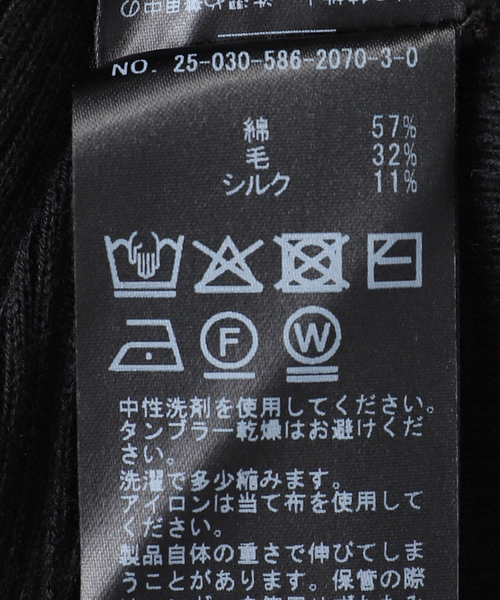 NO. 25-030-586-2070-3-0
綿 57%
毛 32%
シルク 11%
F W
中性洗剤を使用してください。
タンブラー乾燥はお避けくだ
さい。
洗濯で多少縮みます。
アイロンは当て布を使用して
ください。
製品自体の重さで伸びてしま
うことがあります。保管の際